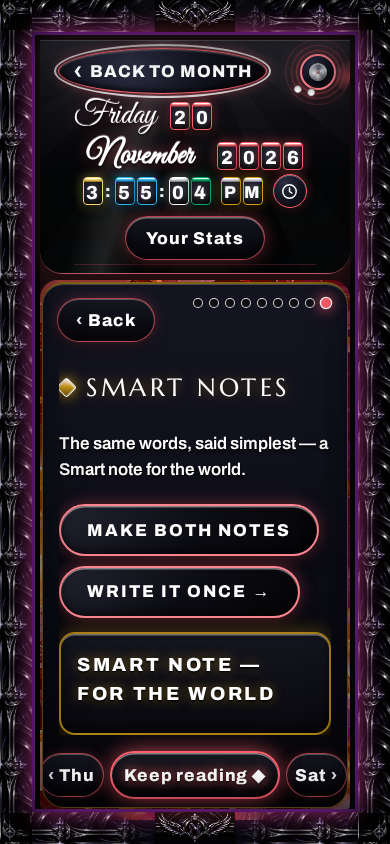 ‹ BACK TO MONTH
Friday 20
November 2026
3:55:04 PM
Your Stats
‹ Back
SMART NOTES
The same words, said simplest — a
Smart note for the world.
MAKE BOTH NOTES
WRITE IT ONCE →
SMART NOTE —
FOR THE WORLD
‹ Thu
Keep reading ◆
Sat ›